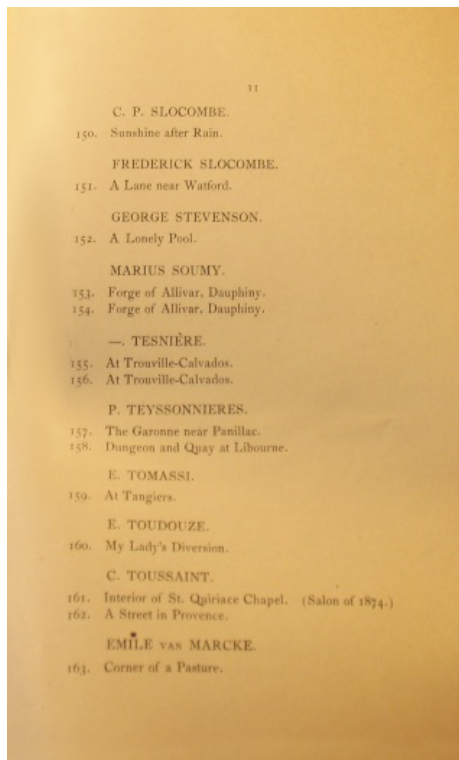 11
C. P. SLOCOMBE.
150. Sunshine after Rain.
FREDERICK SLOCOMBE.
151. A Lane near Watford.
GEORGE STEVENSON.
152. A Lonely Pool.
MARIUS SOUMY.
153. Forge of Allivar, Dauphiny.
154. Forge of Allivar, Dauphiny.
—. TESNIÈRE.
155. At Trouville-Calvados.
156. At Trouville-Calvados.
P. TEYSSONNIERES.
157. The Garonne near Panillac.
158. Dungeon and Quay at Libourne.
E. TOMASSI.
159. At Tangiers.
E. TOUDOUZE.
160. My Lady's Diversion.
C. TOUSSAINT.
161. Interior of St. Quiriace Chapel. (Salon of 1874.)
162. A Street in Provence.
EMILE VAN MARCKE.
163. Corner of a Pasture.